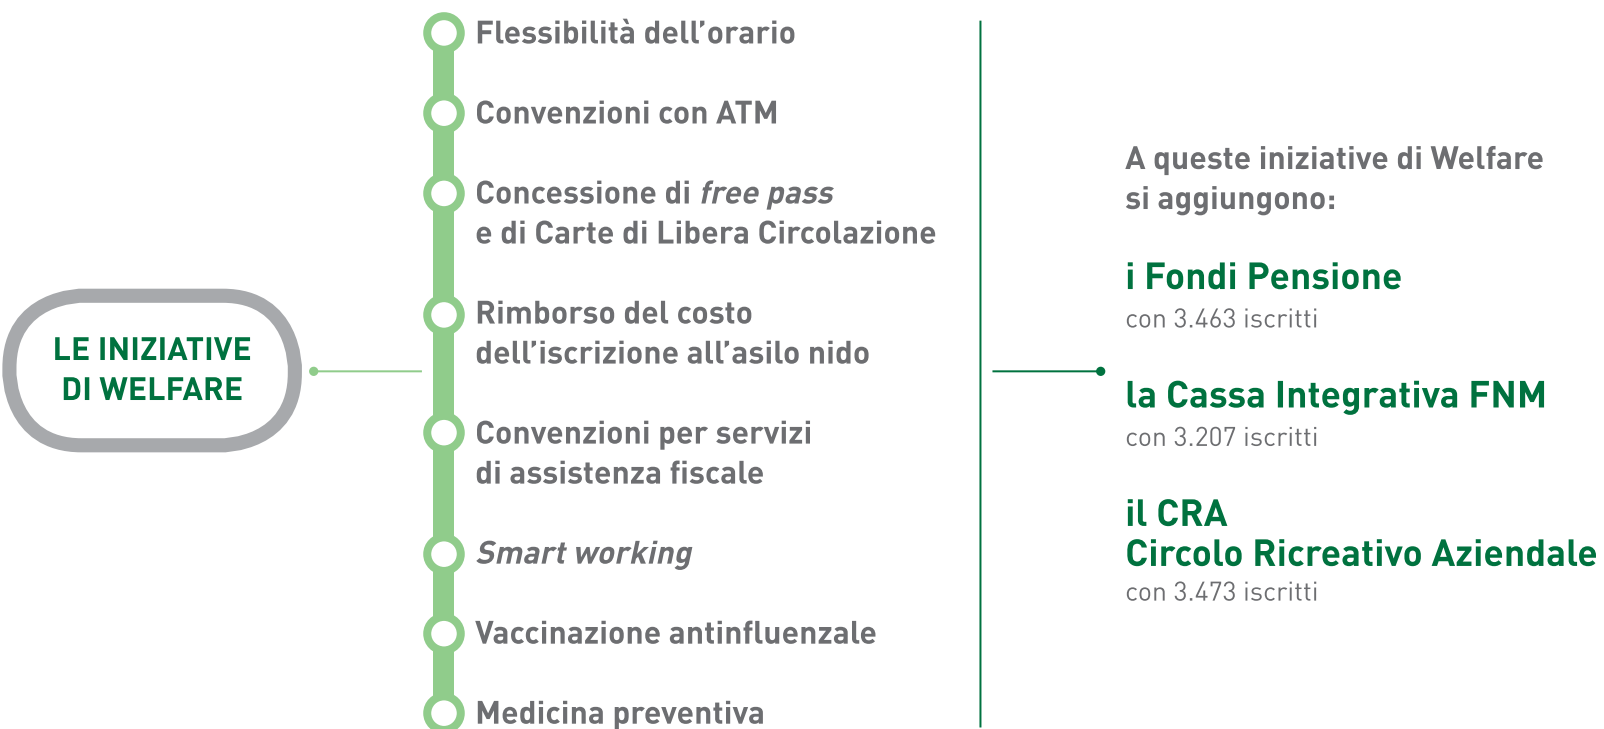 LE INIZIATIVE
DI WELFARE
Flessibilità dell’orario
Convenzioni con ATM
Concessione di free pass
e di Carte di Libera Circolazione
Rimborso del costo
dell’iscrizione all’asilo nido
Convenzioni per servizi
di assistenza fiscale
Smart working
Vaccinazione antinfluenzale
Medicina preventiva
A queste iniziative di Welfare
si aggiungono:
i Fondi Pensione
con 3.463 iscritti
la Cassa Integrativa FNM
con 3.207 iscritti
il CRA
Circolo Ricreativo Aziendale
con 3.473 iscritti